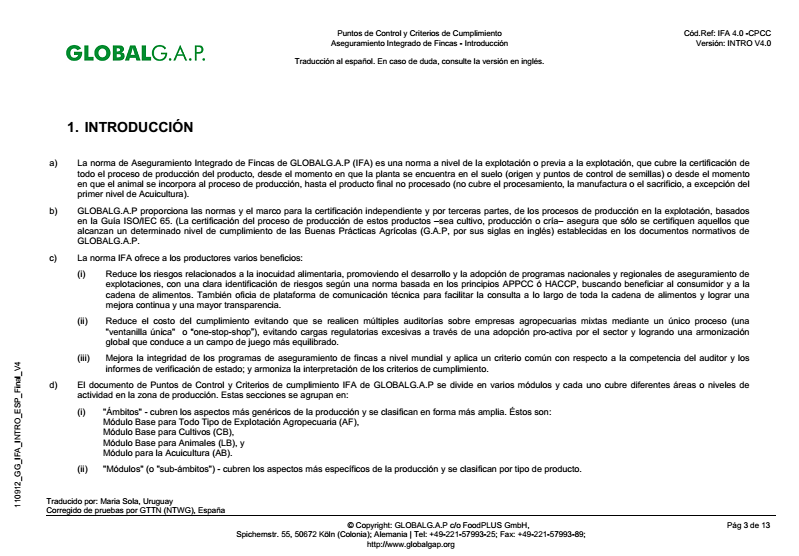 GLOBALG.A.P.
Puntos de Control y Criterios de Cumplimiento
Aseguramiento Integrado de Fincas - Introducción
Traducción al español. En caso de duda, consulte la versión en inglés.
Cód.Ref: IFA 4.0 -CPCC
Versión: INTRO V4.0
1. INTRODUCCIÓN
a) La norma de Aseguramiento Integrado de Fincas de GLOBALG.A.P (IFA) es una norma a nivel de la explotación o previa a la explotación, que cubre la certificación de
todo el proceso de producción del producto, desde el momento en que la planta se encuentra en el suelo (origen y puntos de control de semillas) o desde el momento
en que el animal se incorpora al proceso de producción, hasta el producto final no procesado (no cubre el procesamiento, la manufactura o el sacrificio, a excepción del
primer nivel de Acuicultura).
b) GLOBALG.A.P proporciona las normas y el marco para la certificación independiente y por terceras partes, de los procesos de producción en la explotación, basados
en la Guía ISO/IEC 65. (La certificación del proceso de producción de estos productos –sea cultivo, producción o cría– asegura que sólo se certifiquen aquellos que
alcanzan un determinado nivel de cumplimiento de las Buenas Prácticas Agrícolas (G.A.P, por sus siglas en inglés) establecidas en los documentos normativos de
GLOBALG.A.P.
c) La norma IFA ofrece a los productores varios beneficios:
(i) Reduce los riesgos relacionados a la inocuidad alimentaria, promoviendo el desarrollo y la adopción de programas nacionales y regionales de aseguramiento de
explotaciones, con una clara identificación de riesgos según una norma basada en los principios APPCC ó HACCP, buscando beneficiar al consumidor y a la
cadena de alimentos. También oficia de plataforma de comunicación técnica para facilitar la consulta a lo largo de toda la cadena de alimentos y lograr una
mejora continua y una mayor transparencia.
(ii) Reduce el costo del cumplimiento evitando que se realicen múltiples auditorías sobre empresas agropecuarias mixtas mediante un único proceso (una
"ventanilla única" o "one-stop-shop"), evitando cargas regulatorias excesivas a través de una adopción pro-activa por el sector y logrando una armonización
global que conduce a un campo de juego más equilibrado.
(iii) Mejora la integridad de los programas de aseguramiento de fincas a nivel mundial y aplica un criterio común con respecto a la competencia del auditor y los
informes de verificación de estado; y armoniza la interpretación de los criterios de cumplimiento.
d) El documento de Puntos de Control y Criterios de cumplimiento IFA de GLOBALG.A.P se divide en varios módulos y cada uno cubre diferentes áreas o niveles de
actividad en la zona de producción. Estas secciones se agrupan en:
(i) "Ámbitos" - cubren los aspectos más genéricos de la producción y se clasifican en forma más amplia. Éstos son:
Módulo Base para Todo Tipo de Explotación Agropecuaria (AF),
Módulo Base para Cultivos (CB),
Módulo Base para Animales (LB), y
Módulo para la Acuicultura (AB).
(ii) "Módulos" (o "sub-ámbitos") - cubren los aspectos más específicos de la producción y se clasifican por tipo de producto.
110912_GG_IFA_INTRO_ESP_Final_V4
Traducido por: Maria Sola, Uruguay
Corregido de pruebas por GTTN (NTWG), España
© Copyright: GLOBALG.A.P c/o FoodPLUS GmbH,
Spichernstr. 55, 50672 Köln (Colonia); Alemania | Tel: +49-221-57993-25; Fax: +49-221-57993-89;
http://www.globalgap.org
Pág 3 de 13